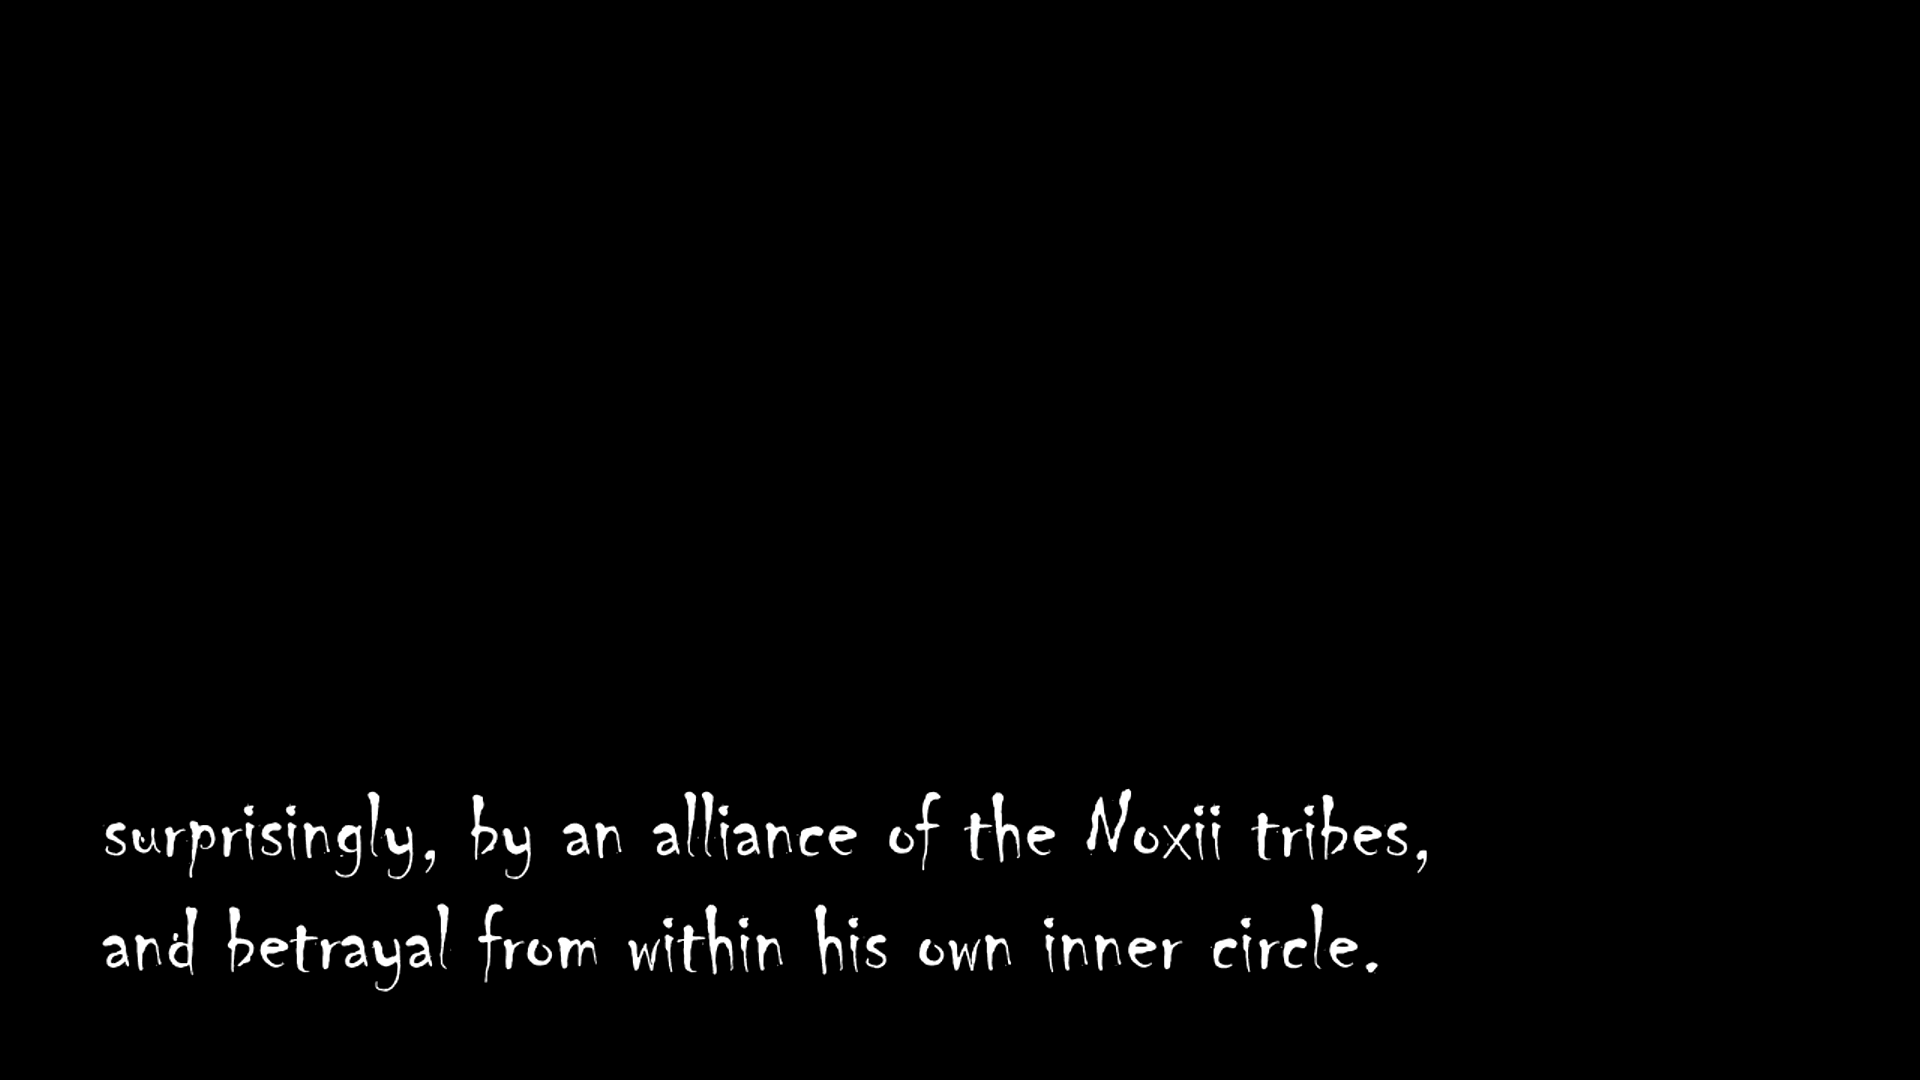 surprisingly, by an alliance of the Noxii tribes,
and betrayal from within his own inner circle.